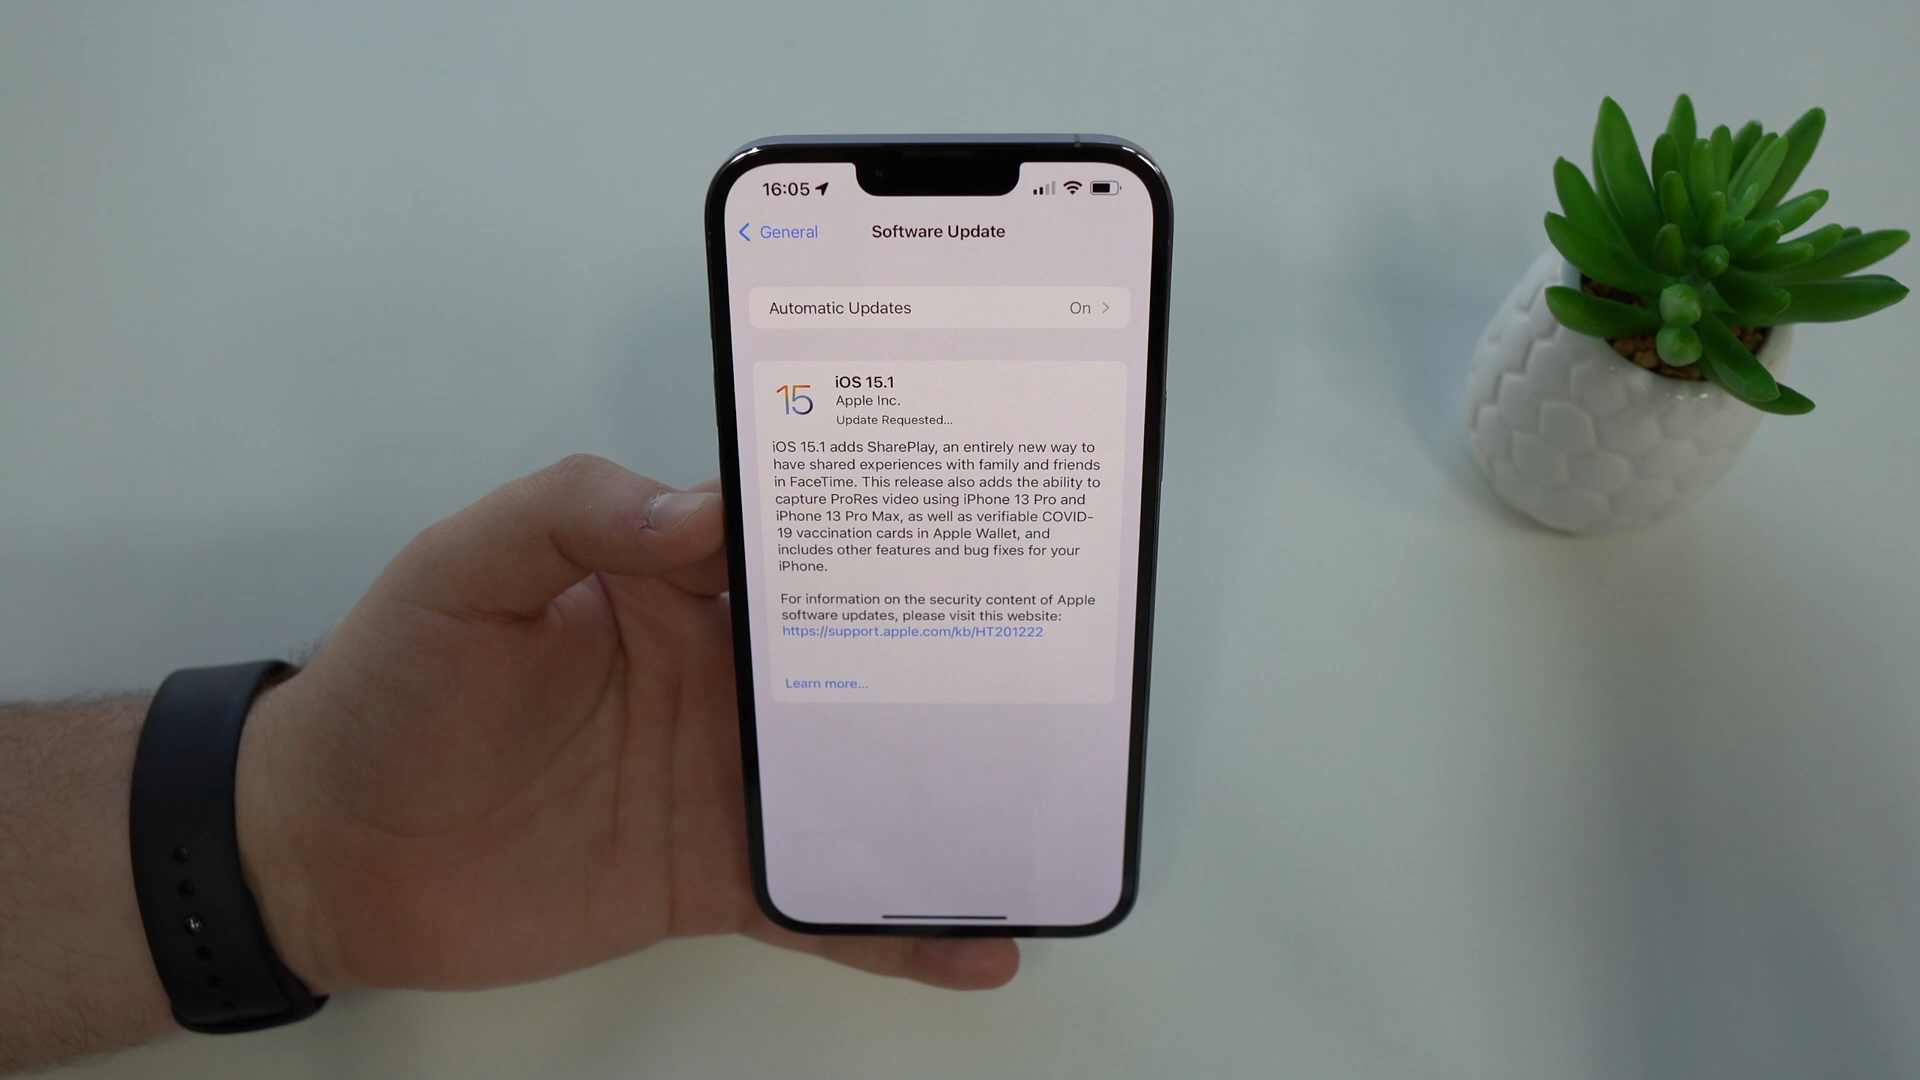 16:05
General
Software Update
Automatic Updates
On
15
iOS 15.1
Apple Inc.
Update Requested...
iOS 15.1 adds SharePlay, an entirely new way to
have shared experiences with family and friends
in FaceTime. This release also adds the ability to
capture ProRes video using iPhone 13 Pro and
iPhone 13 Pro Max, as well as verifiable COVID-
19 vaccination cards in Apple Wallet, and
includes other features and bug fixes for your
iPhone.
For information on the security content of Apple
software updates, please visit this website:
https://support.apple.com/kb/HT201222
Learn more...